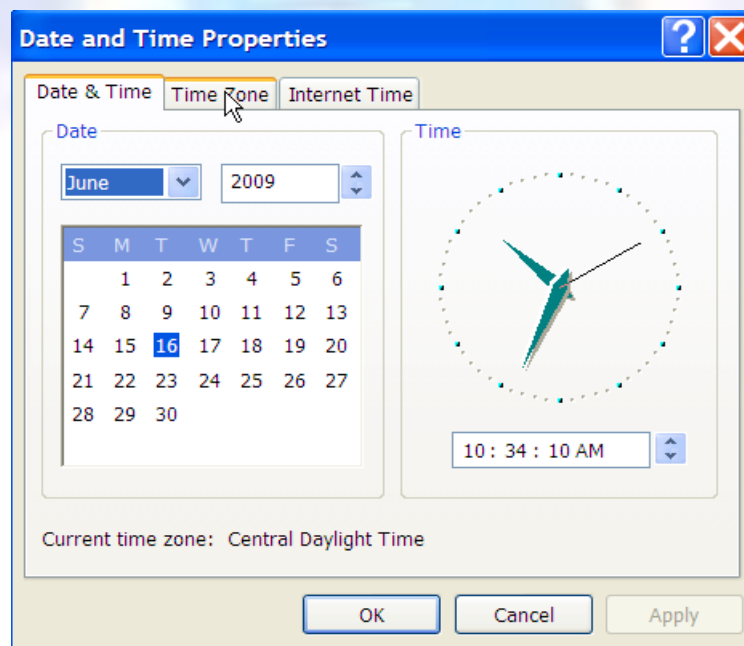 Date and Time Properties
?
Date & Time Time Zone Internet Time
Date
June 2009
S M T W T F S
1 2 3 4 5 6
7 8 9 10 11 12 13
14 15 16 17 18 19 20
21 22 23 24 25 26 27
28 29 30
Time
10 : 34 : 10 AM
Current time zone: Central Daylight Time
OK Cancel Apply